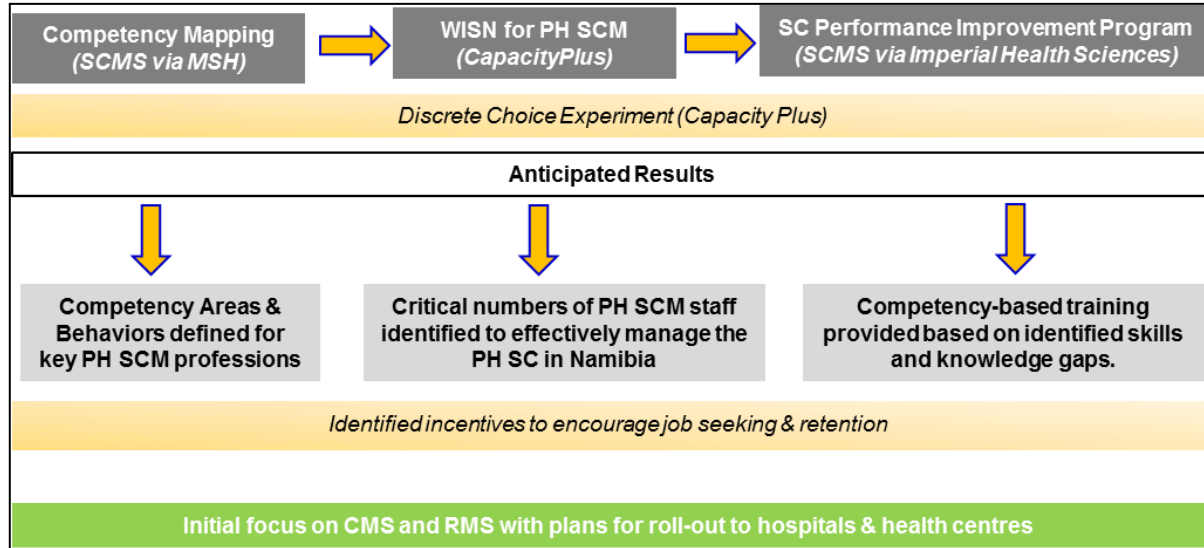 Competency Mapping
(SCMS via MSH)
WISN for PH SCM
(CapacityPlus)
SC Performance Improvement Program
(SCMS via Imperial Health Sciences)
Discrete Choice Experiment (Capacity Plus)
Anticipated Results
Competency Areas &
Behaviors defined for
key PH SCM professions
Critical numbers of PH SCM staff
identified to effectively manage the
PH SC in Namibia
Competency-based training
provided based on identified skills
and knowledge gaps.
Identified incentives to encourage job seeking & retention
Initial focus on CMS and RMS with plans for roll-out to hospitals & health centres